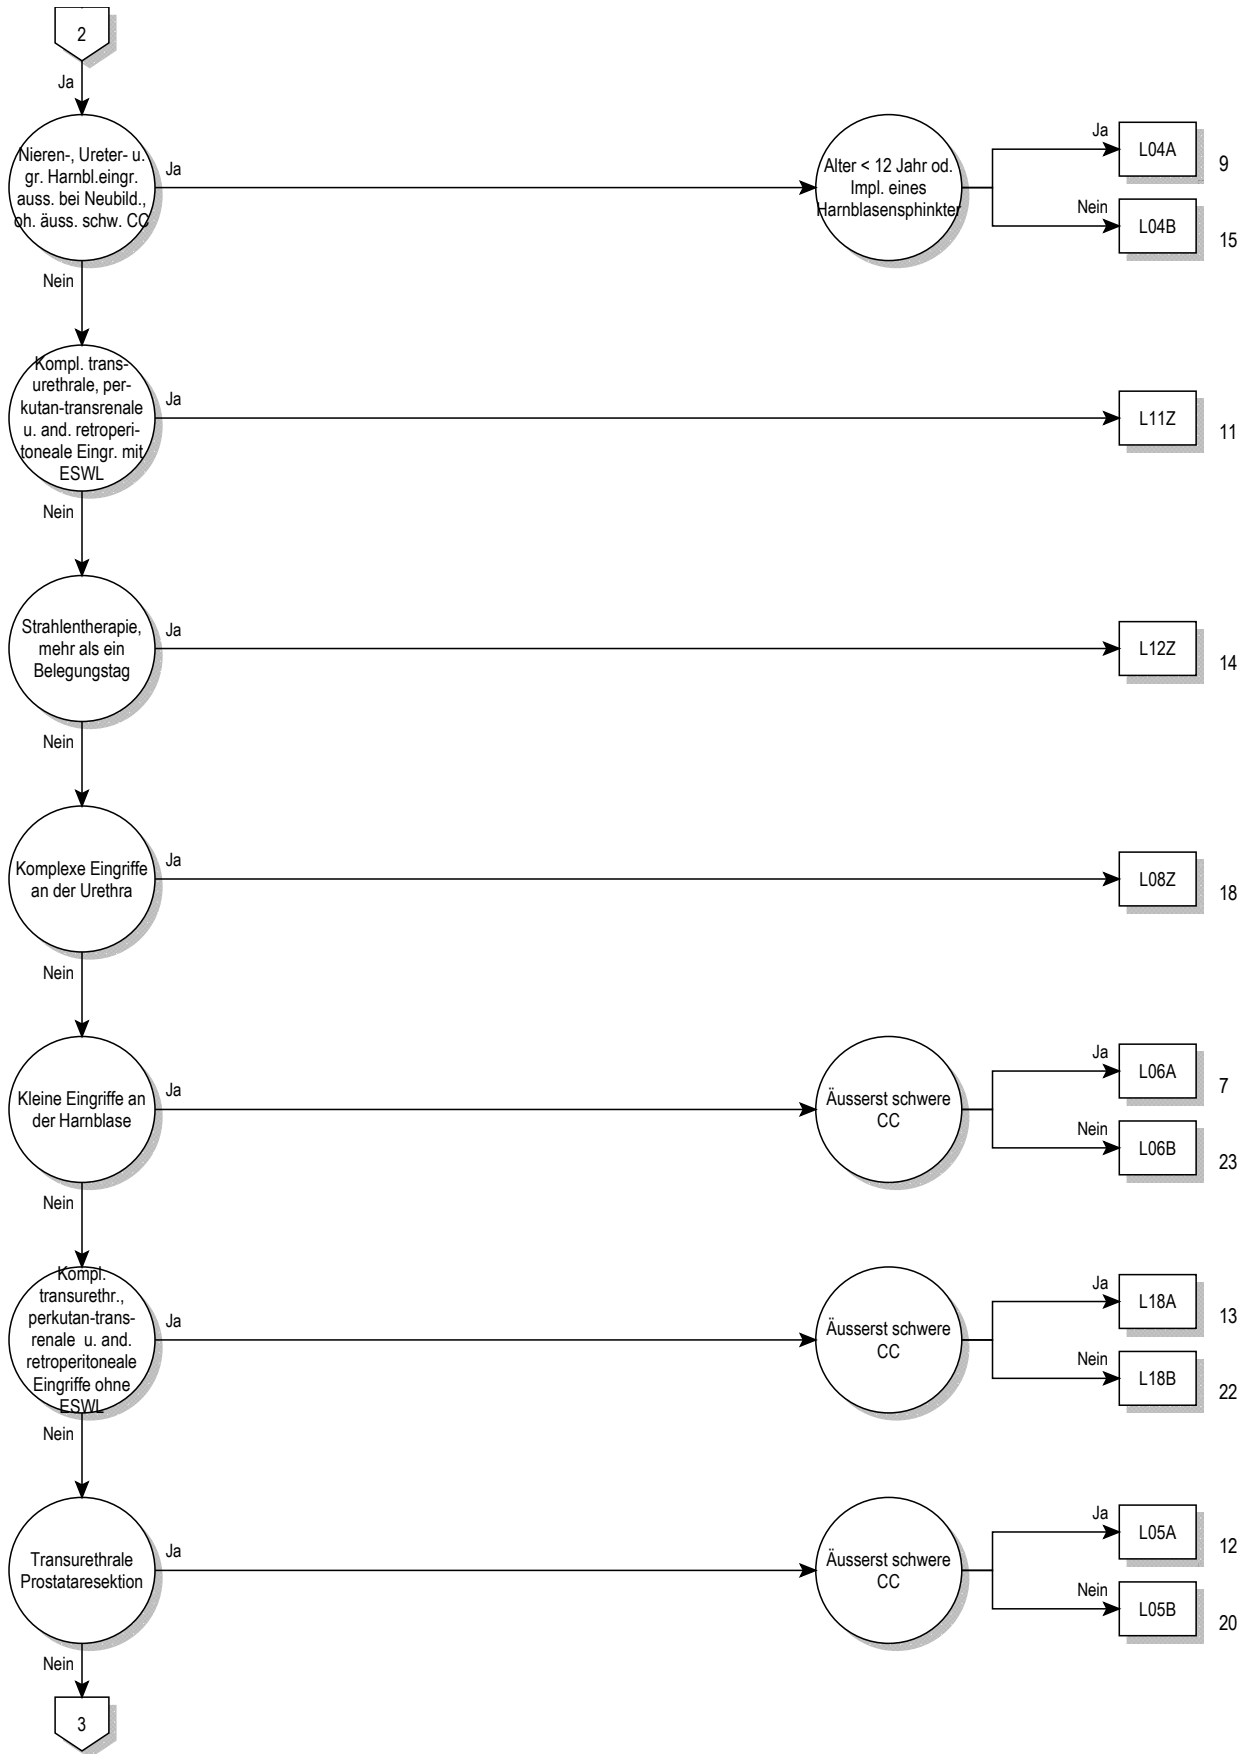 2
Ja
Nieren-, Ureter- u.
gr. Harnbl.eingr.
auss. bei Neubild.,
oh. äuss. schw. CC
Ja
Alter < 12 Jahr od.
Impl. eines
Harnblasensphinkter
Ja
L04A
9
Nein
L04B
15
Nein
Kompl. trans-
urethrale, per-
kutan-transrenale
u. and. retroperi-
toneale Eingr. mit
ESWL
Ja
L11Z
11
Nein
Strahlentherapie,
mehr als ein
Belegungstag
Ja
L12Z
14
Nein
Komplexe Eingriffe
an der Urethra
Ja
L08Z
18
Nein
Kleine Eingriffe an
der Harnblase
Ja
Äusserst schwere
CC
Ja
L06A
7
Nein
L06B
23
Nein
Kompl.
transurethr.,
perkutan-trans-
renale u. and.
retroperitoneale
Eingriffe ohne
ESWL
Ja
Äusserst schwere
CC
Ja
L18A
13
Nein
L18B
22
Nein
Transurethrale
Prostataresektion
Ja
Äusserst schwere
CC
Ja
L05A
12
Nein
L05B
20
Nein
3